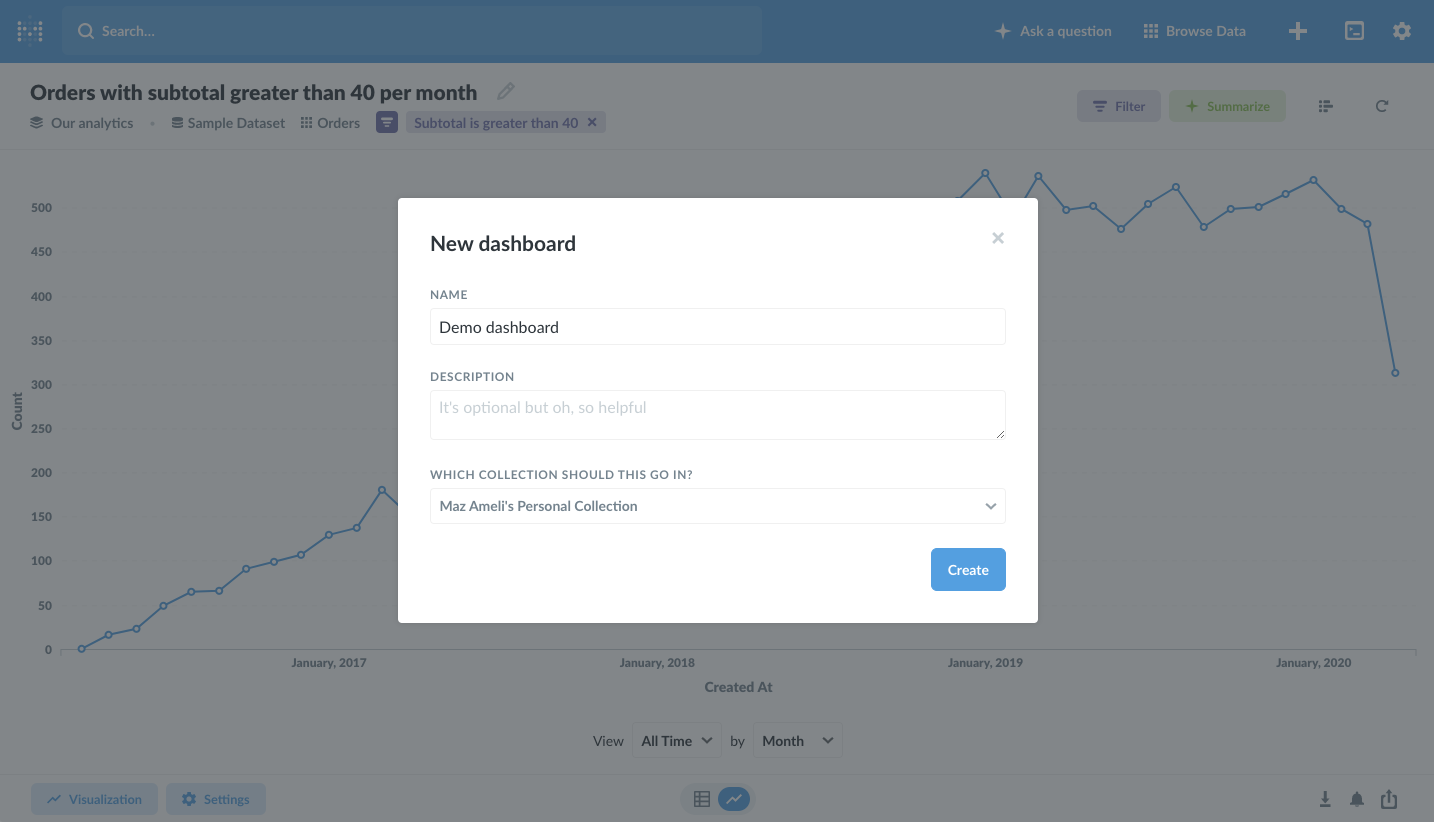 Search...
Ask a question
Browse Data
Orders with subtotal greater than 40 per month
Our analytics • Sample Dataset Orders
Subtotal is greater than 40
Filter
Summarize
500
450
400
350
300
250
200
150
100
50
0
Count
New dashboard
NAME
Demo dashboard
DESCRIPTION
It's optional but oh, so helpful
WHICH COLLECTION SHOULD THIS GO IN?
Maz Ameli's Personal Collection
Create
January, 2017
January, 2018
January, 2019
January, 2020
Created At
View All Time by Month
Visualization
Settings